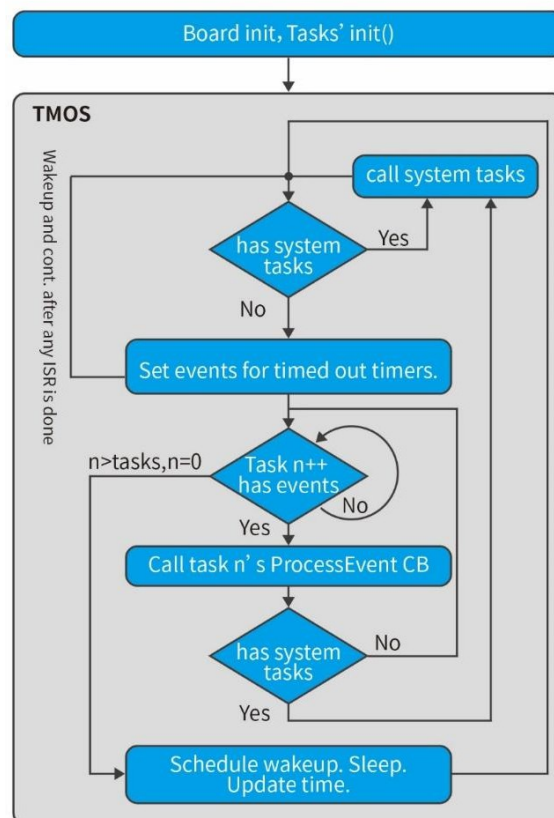 Board init, Tasks' init()
TMOS
Wakeup and cont. after any ISR is done
call system tasks
has system
tasks
Yes
No
Set events for timed out timers.
n>tasks,n=0
Task n++
has events
No
Yes
Call task n's ProcessEvent CB
has system
tasks
No
Yes
Schedule wakeup. Sleep.
Update time.